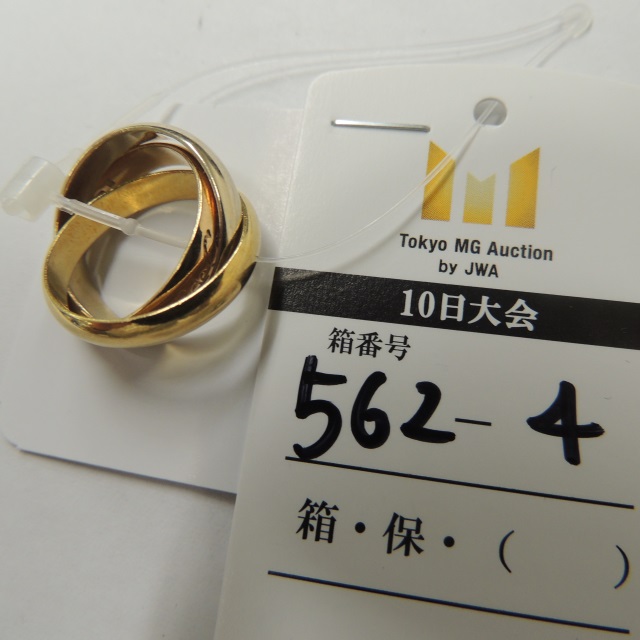 Tokyo MG Auction
by JWA
10日大会
箱番号
562-4
箱・保・（　　）